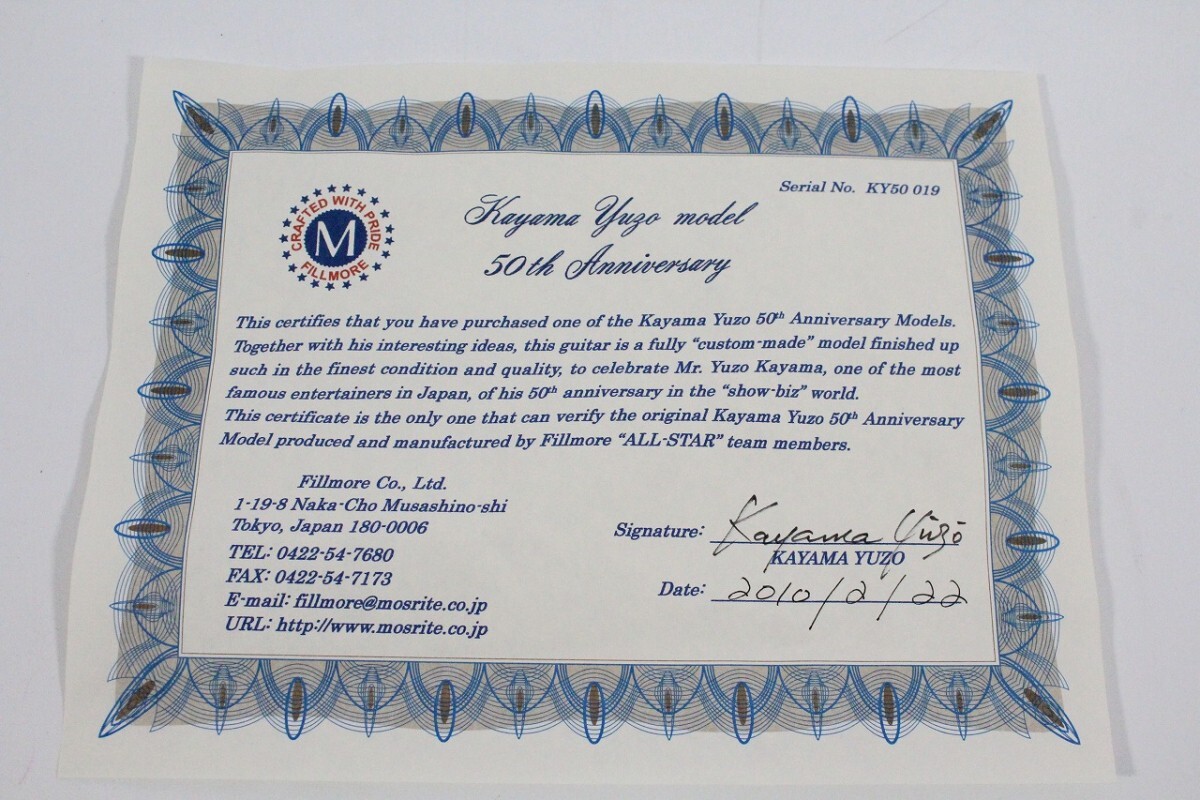 Serial No. KY50 019
CRAFTED WITH PRIDE
M
FILLMORE
Kayama Yuzo model
50th Anniversary
This certifies that you have purchased one of the Kayama Yuzo 50th Anniversary Models.
Together with his interesting ideas, this guitar is a fully "custom-made" model finished up
such in the finest condition and quality, to celebrate Mr. Yuzo Kayama, one of the most
famous entertainers in Japan, of his 50th anniversary in the "show-biz" world.
This certificate is the only one that can verify the original Kayama Yuzo 50th Anniversary
Model produced and manufactured by Fillmore "ALL-STAR" team members.
Fillmore Co., Ltd.
1-19-8 Naka-Cho Musashino-shi
Tokyo, Japan 180-0006
TEL: 0422-54-7680
FAX: 0422-54-7173
E-mail: fillmore@mosrite.co.jp
URL: http://www.mosrite.co.jp
Signature: Kayama Yūzō
KAYAMA YUZO
Date: 2010/2/22